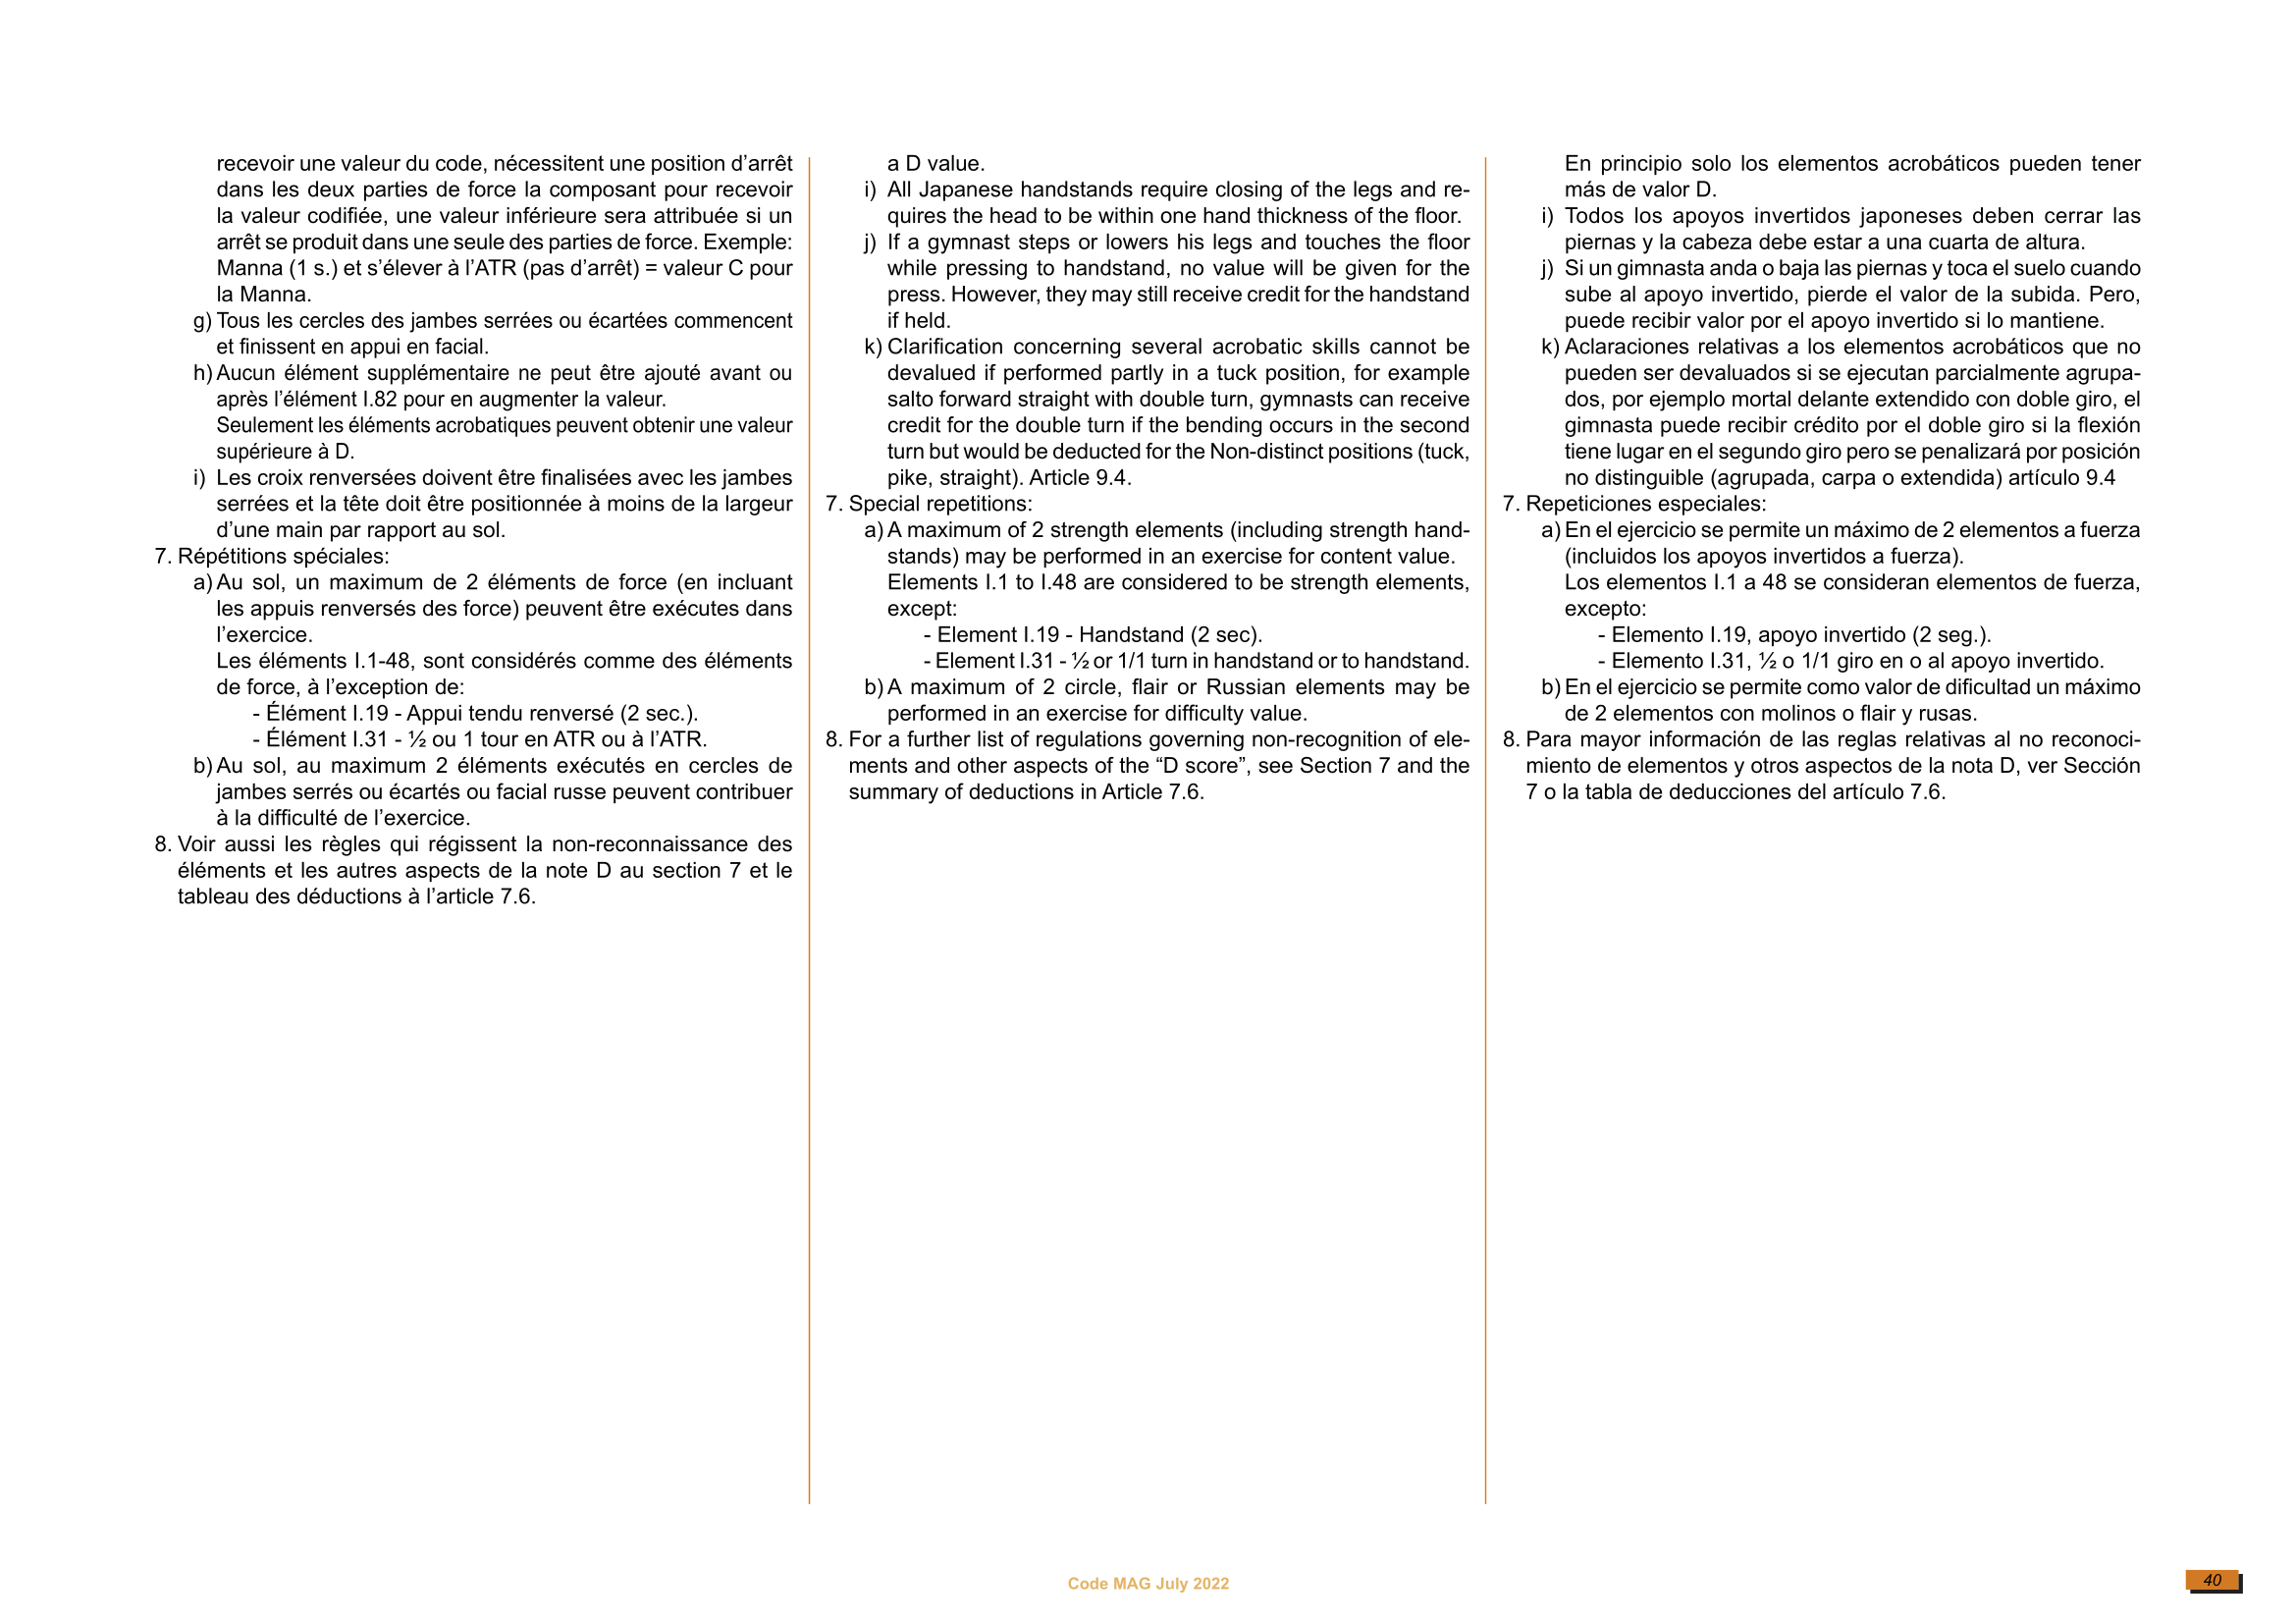 recevoir une valeur du code, nécessitent une position d’arrêt
dans les deux parties de force la composant pour recevoir
la valeur codifiée, une valeur inférieure sera attribuée si un
arrêt se produit dans une seule des parties de force. Exemple:
Manna (1 s.) et s’élever à l’ATR (pas d’arrêt) = valeur C pour
la Manna.
g) Tous les cercles des jambes serrées ou écartées commencent
et finissent en appui en facial.
h) Aucun élément supplémentaire ne peut être ajouté avant ou
après l’élément I.82 pour en augmenter la valeur.
Seulement les éléments acrobatiques peuvent obtenir une valeur
supérieure à D.
i) Les croix renversées doivent être finalisées avec les jambes
serrées et la tête doit être positionnée à moins de la largeur
d’une main par rapport au sol.
7. Répétitions spéciales:
a) Au sol, un maximum de 2 éléments de force (en incluant
les appuis renversés des force) peuvent être exécutes dans
l’exercice.
Les éléments I.1-48, sont considérés comme des éléments
de force, à l’exception de:
- Élément I.19 - Appui tendu renversé (2 sec.).
- Élément I.31 - ½ ou 1 tour en ATR ou à l’ATR.
b) Au sol, au maximum 2 éléments exécutés en cercles de
jambes serrés ou écartés ou facial russe peuvent contribuer
à la difficulté de l’exercice.
8. Voir aussi les règles qui régissent la non-reconnaissance des
éléments et les autres aspects de la note D au section 7 et le
tableau des déductions à l’article 7.6.
a D value.
i) All Japanese handstands require closing of the legs and re-
quires the head to be within one hand thickness of the floor.
j) If a gymnast steps or lowers his legs and touches the floor
while pressing to handstand, no value will be given for the
press. However, they may still receive credit for the handstand
if held.
k) Clarification concerning several acrobatic skills cannot be
devalued if performed partly in a tuck position, for example
salto forward straight with double turn, gymnasts can receive
credit for the double turn if the bending occurs in the second
turn but would be deducted for the Non-distinct positions (tuck,
pike, straight). Article 9.4.
7. Special repetitions:
a) A maximum of 2 strength elements (including strength hand-
stands) may be performed in an exercise for content value.
Elements I.1 to I.48 are considered to be strength elements,
except:
- Element I.19 - Handstand (2 sec).
- Element I.31 - ½ or 1/1 turn in handstand or to handstand.
b) A maximum of 2 circle, flair or Russian elements may be
performed in an exercise for difficulty value.
8. For a further list of regulations governing non-recognition of ele-
ments and other aspects of the “D score”, see Section 7 and the
summary of deductions in Article 7.6.
En principio solo los elementos acrobáticos pueden tener
más de valor D.
i) Todos los apoyos invertidos japoneses deben cerrar las
piernas y la cabeza debe estar a una cuarta de altura.
j) Si un gimnasta anda o baja las piernas y toca el suelo cuando
sube al apoyo invertido, pierde el valor de la subida. Pero,
puede recibir valor por el apoyo invertido si lo mantiene.
k) Aclaraciones relativas a los elementos acrobáticos que no
pueden ser devaluados si se ejecutan parcialmente agrupa-
dos, por ejemplo mortal delante extendido con doble giro, el
gimnasta puede recibir crédito por el doble giro si la flexión
tiene lugar en el segundo giro pero se penalizará por posición
no distinguible (agrupada, carpa o extendida) artículo 9.4
7. Repeticiones especiales:
a) En el ejercicio se permite un máximo de 2 elementos a fuerza
(incluidos los apoyos invertidos a fuerza).
Los elementos I.1 a 48 se consideran elementos de fuerza,
excepto:
- Elemento I.19, apoyo invertido (2 seg.).
- Elemento I.31, ½ o 1/1 giro en o al apoyo invertido.
b) En el ejercicio se permite como valor de dificultad un máximo
de 2 elementos con molinos o flair y rusas.
8. Para mayor información de las reglas relativas al no reconoci-
miento de elementos y otros aspectos de la nota D, ver Sección
7 o la tabla de deducciones del artículo 7.6.
Code MAG July 2022
40